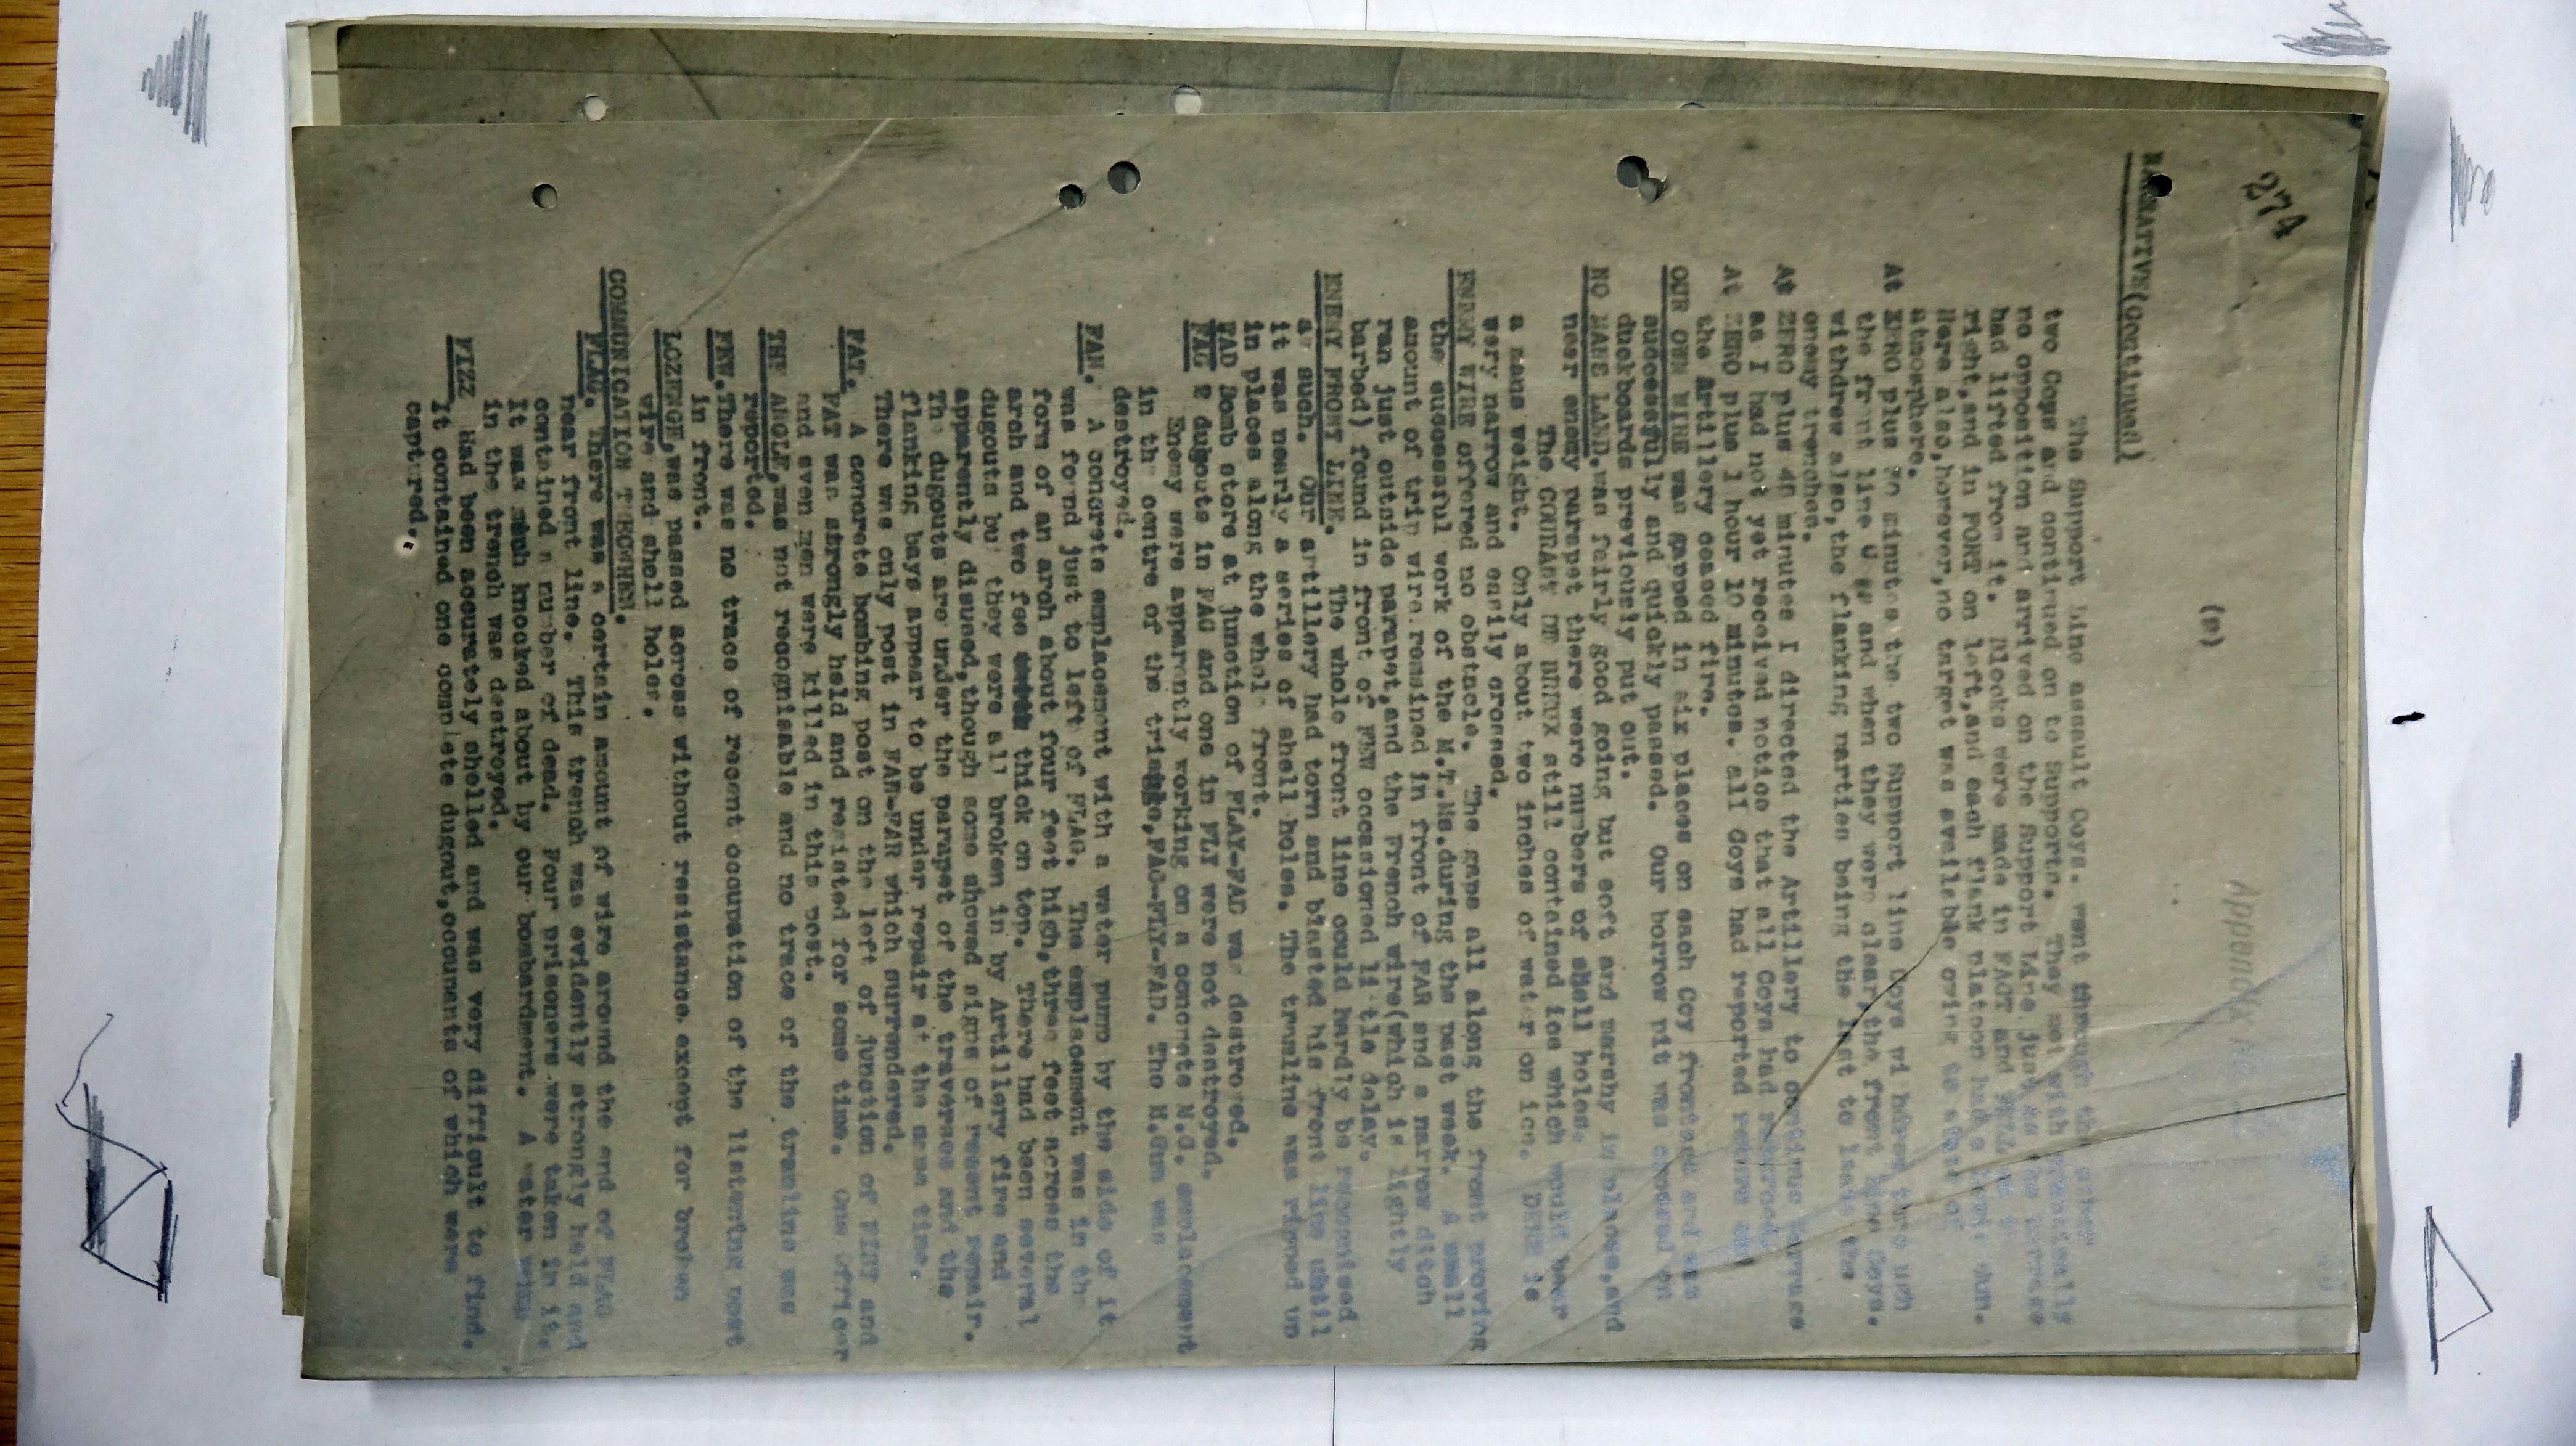 274
(e)
Appendix
NARRATIVE(Continued)
The Support Line assault Coys. went through the other
two Cops and continued on to Supports. They met with practically
no opposition and arrived on the Support Line just as the barrage
had lifted from it. Blocks were made in FACT and on
right,and in FORT on left,and each flank platoon had a Lewis Gun.
Here also,however,no target was available owing to state of
atmosphere.
At ZERO plus 30 minutes the two Support line Coys withdrew through
the front line C ys and when they were clear, the front line Coys.
withdrew also,the flanking parties being the last to leave the
enemy trenches.
At ZERO plus 40 minutes I directed the Artillery to continue barrage
as I had not yet received notice that all Coys had returned.
At ZERO plus 1 hour 10 minutes. all Coys had reported return and
the Artillery ceased fire.
OUR OWN WIRE was gapped in six places on each Coy frontage and was
successfully and quickly passed. Our borrow pit was crossed on
duckboards previously put out.
NO MANS LAND.was fairly good going but soft and marshy in places,and
near enemy parapet there were numbers of shell holes.
The COURANT DE BREUX still contained ice which would bear
a mans weight. Only about two inches of water on ice. DEEE is
very narrow and easily crossed.
ENEMY WIRE offered no obstacle. The gaps all along the front proving
the successful work of the M.T.Ms.during the past week. A small
amount of trip wire.remained in front of FAR and a narrow ditch
ran just outside parapet,and the French wire(which is lightly
barbed) found in front of FEW occasioned little delay.
ENEMY FRONT LINE. The whole front line could hardly be recognised
as such. Our artillery had torn and blasted his front line until
it was nearly a series of shell holes. The tramline was ripped up
in places along the whole front.
FAD Bomb store at junction of FLAY-FAG was destroyed.
FAG 2 dugouts in FAG and one in FLY were not destroyed.
Enemy were apparently working on a concrete M.G. emplacement
in the centre of the triangle,FAG-FLY-FAD. The M.Gun was
destroyed.
FAN. A concrete emplacement with a water pump by the side of it
was found just to left of FLAG. The emplacement was in the
form of an arch about four feet high,three feet across the
arch and two fee thick on top. There had been several
dugouts but they were all broken in by Artillery fire and
apparently disused,though some showed signs of recent repair.
The dugouts are under the parapet of the traverses and the
flanking bays appear to be under repair at the same time.
There was only post in FAN-FAR which surrendered.
FAT. A concrete bombing post on the left of junction of FERT and
FAT was strongly held and resisted for some time. One Officer
and seven men were killed in this post.
THE ANGLE,was not recognisable and no trace of the tramline was
reported.
FEW.There was no trace of recent occupation of the listening post
in front.
LOZENGE,was passed across without resistance except for broken
wire and shell holes.
COMMUNICATION TRENCHES.
FLAG. There was a certain amount of wire around the end of FLAG
near front line. This trench was evidently strongly held and
contained a number of dead. Four prisoners were taken in it.
It was much knocked about by our bombardment. A water pump
in the trench was destroyed.
FIZZ Had been accurately shelled and was very difficult to find.
It contained one complete dugout,occupants of which were
captured.